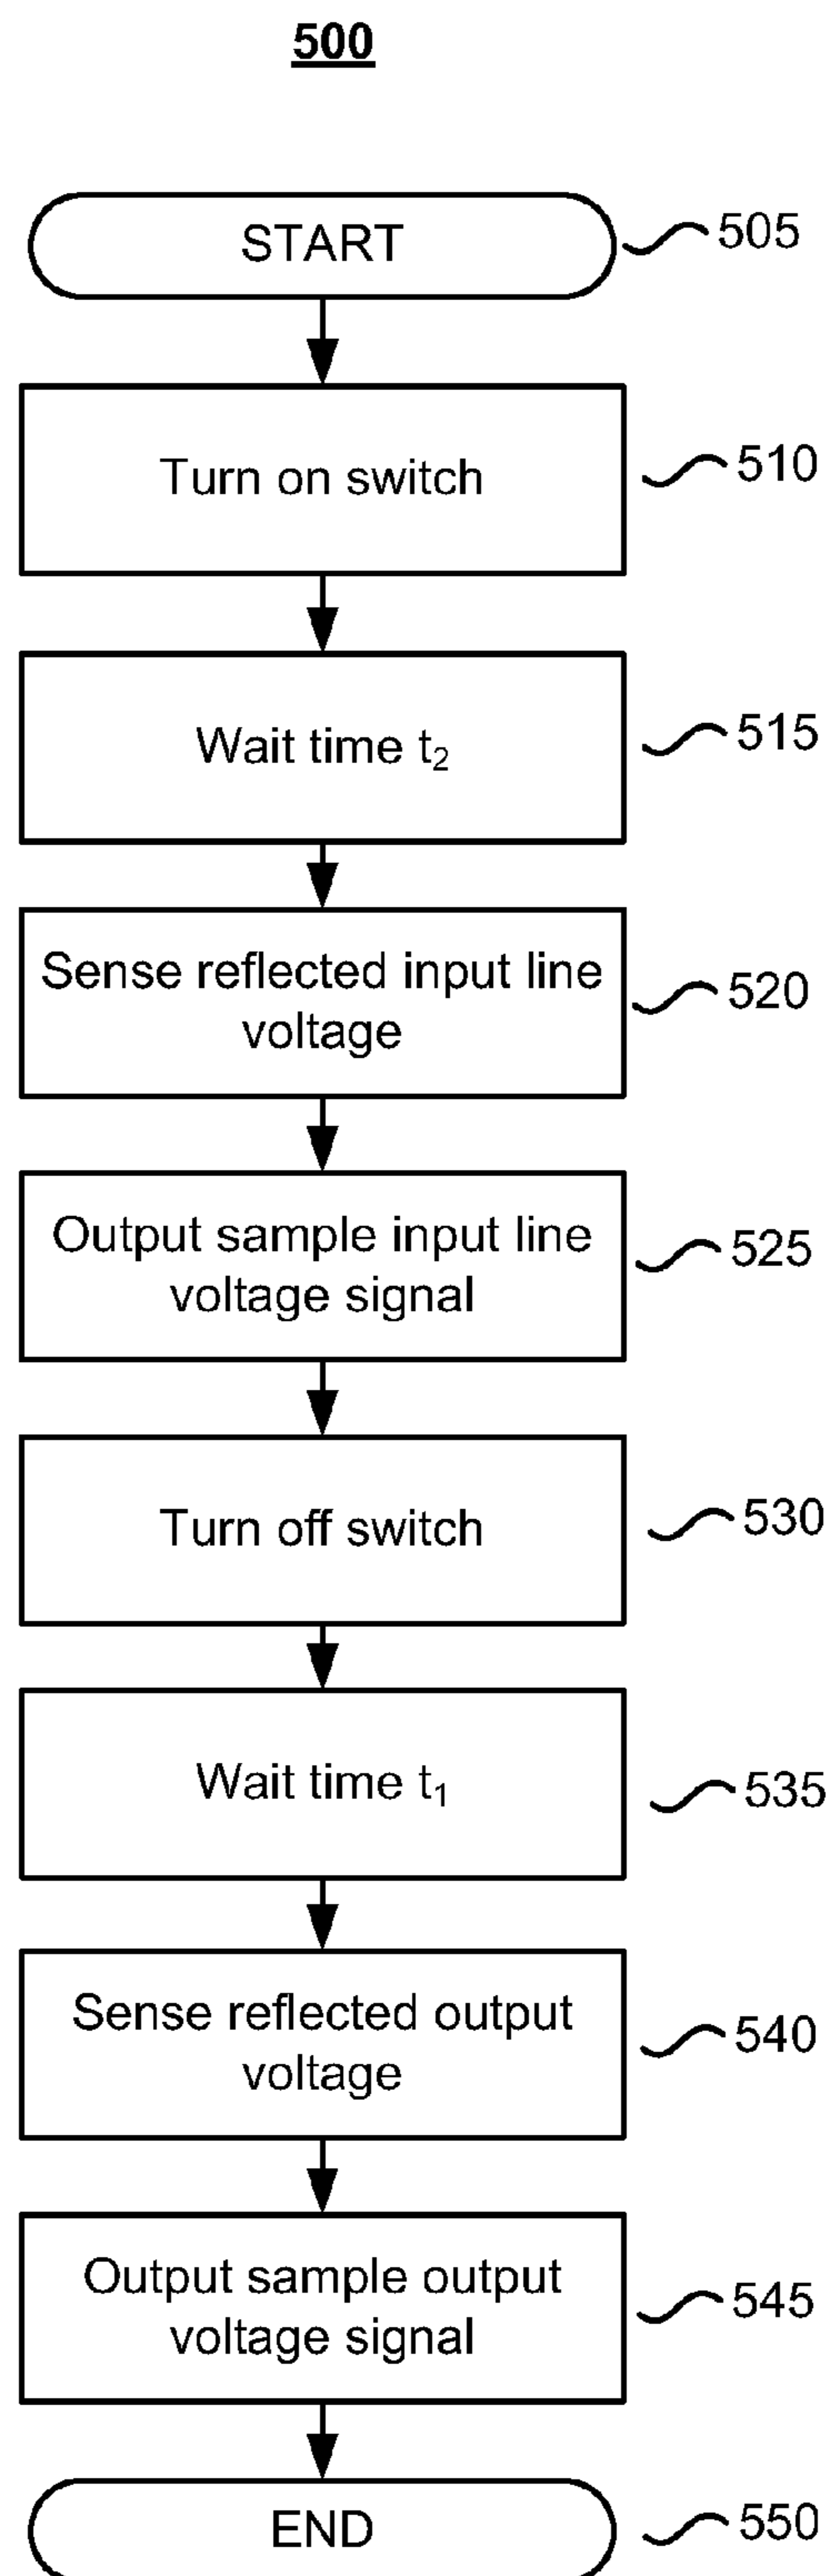 500
START
505
Turn on switch
510
Wait time t₂
515
Sense reflected input line
voltage
520
Output sample input line
voltage signal
525
Turn off switch
530
Wait time t₁
535
Sense reflected output
voltage
540
Output sample output
voltage signal
545
END
550